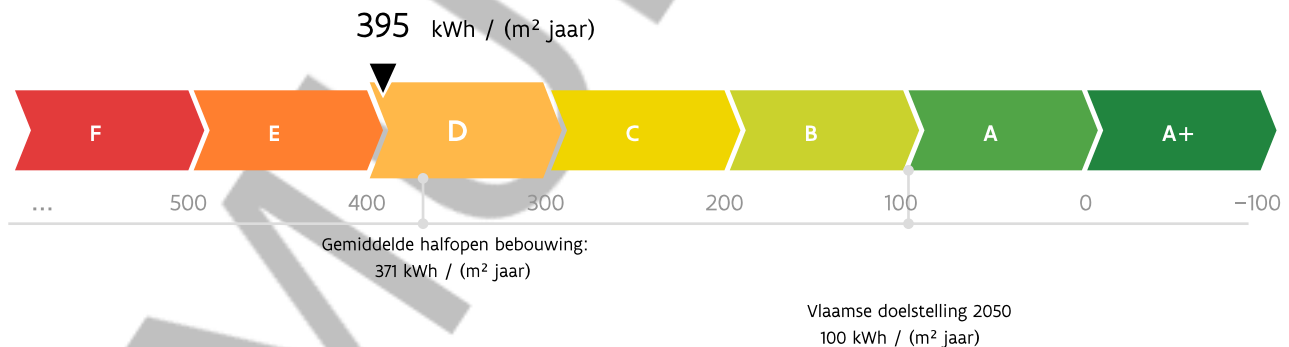 395 kWh / (m² jaar)
F E D C B A A+
... 500 400 300 200 100 0 −100
Gemiddelde halfopen bebouwing:
371 kWh / (m² jaar)
Vlaamse doelstelling 2050
100 kWh / (m² jaar)